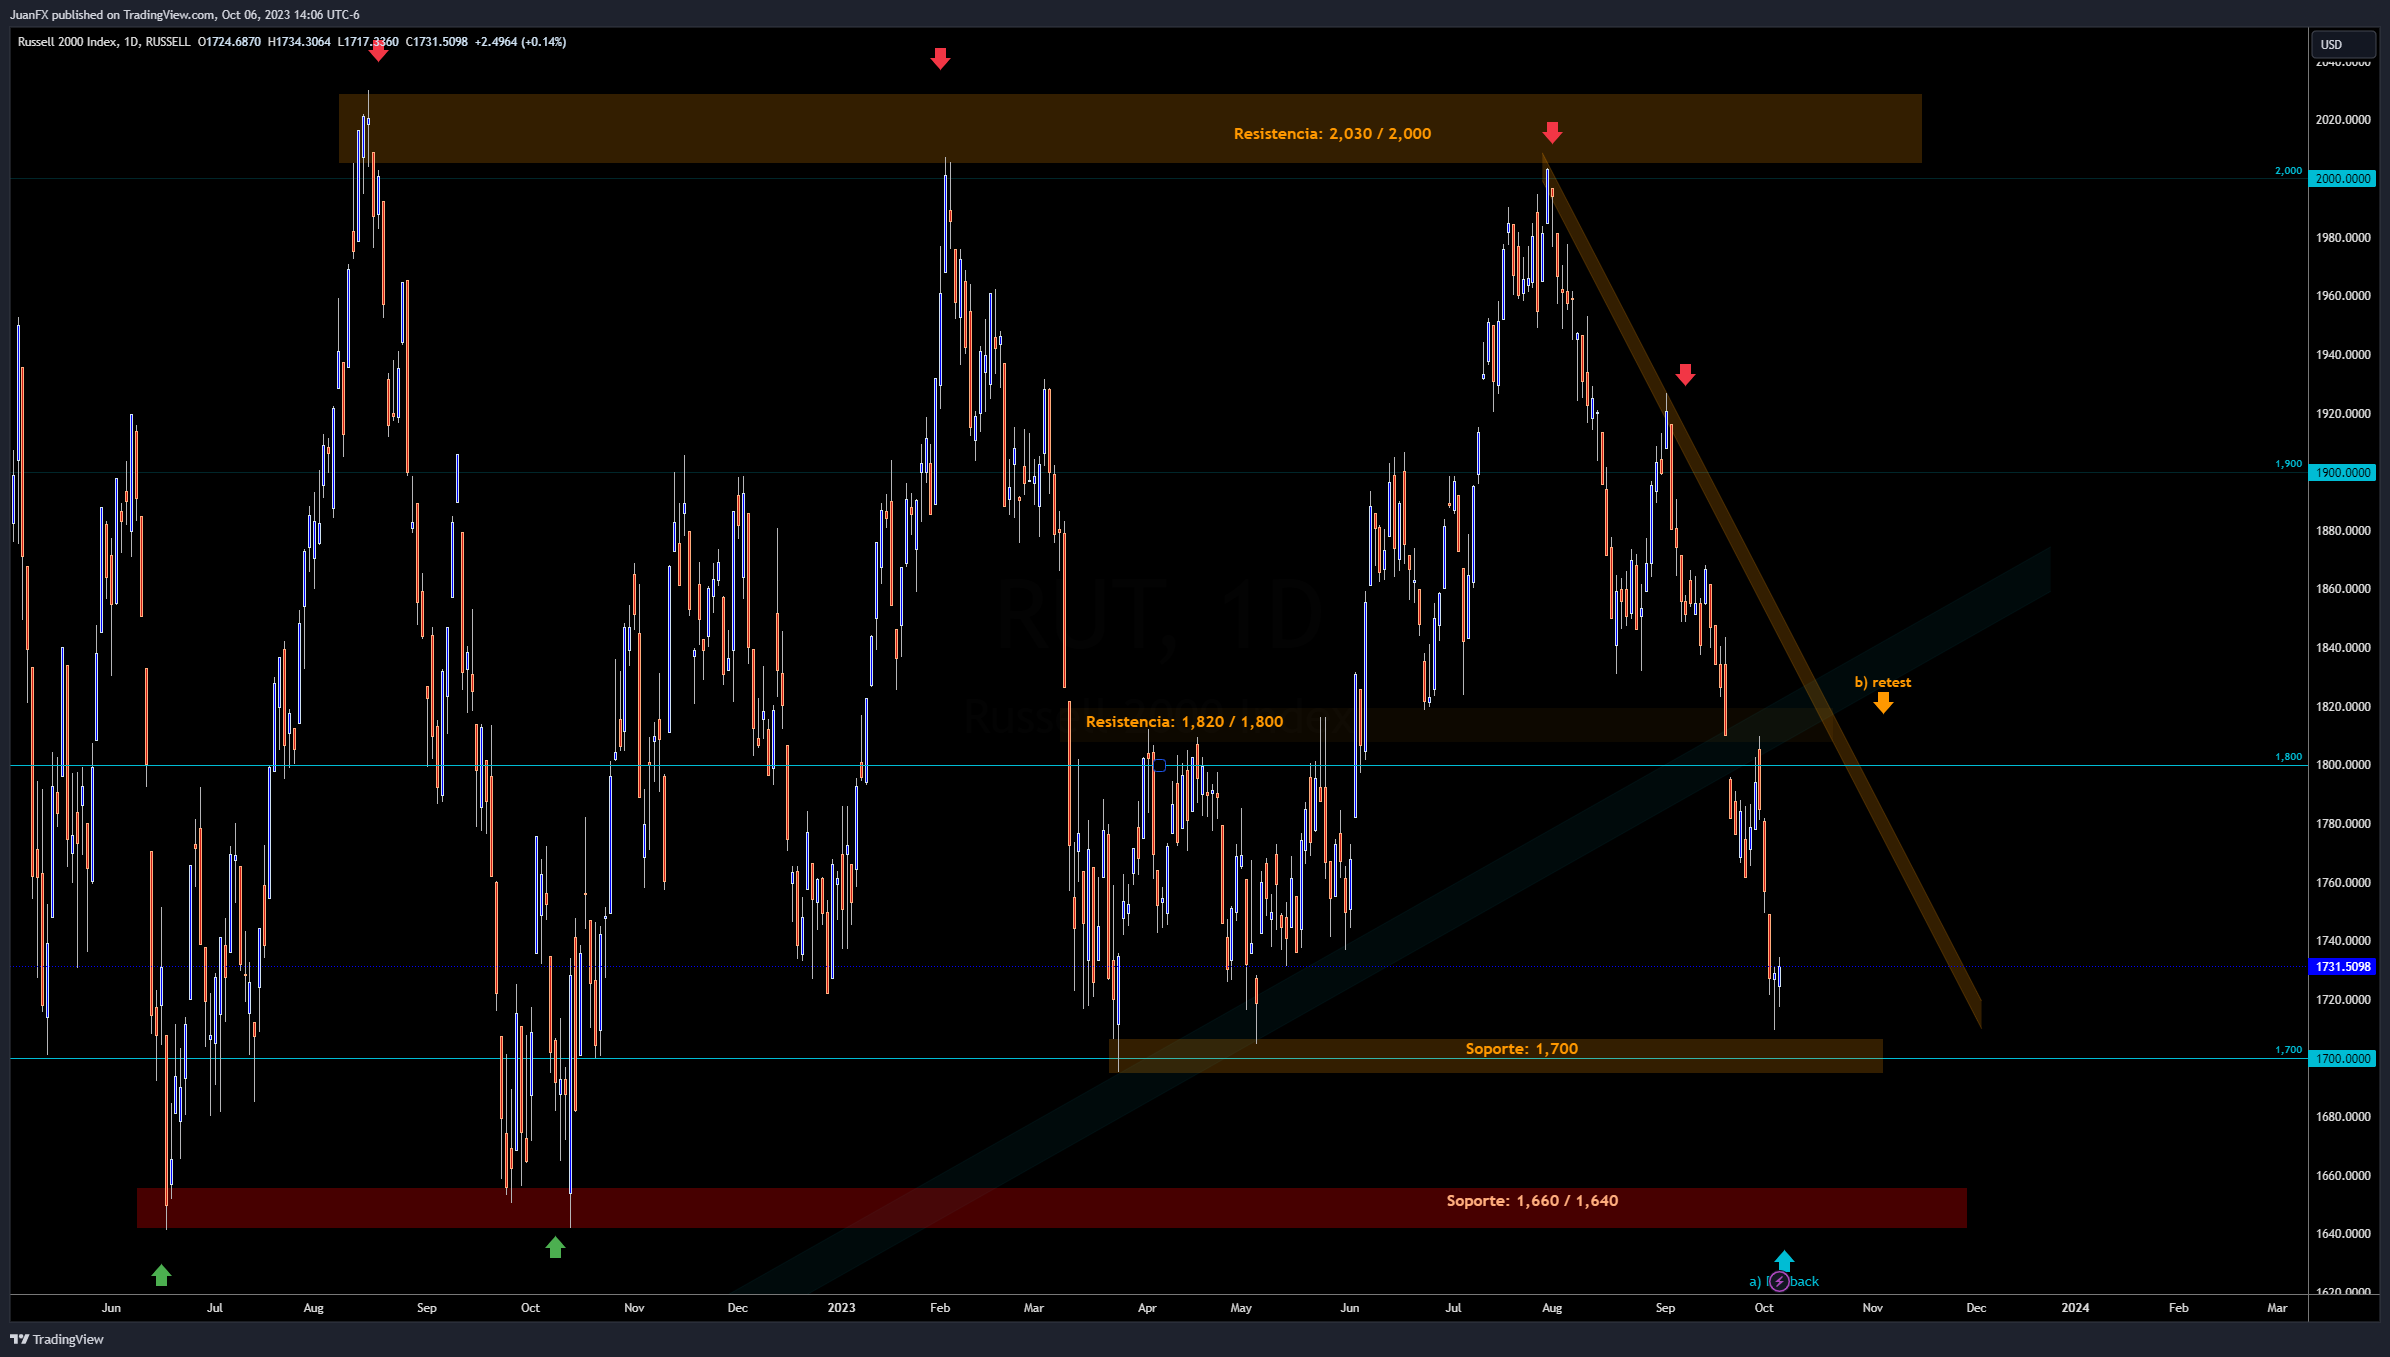 JuanFX published on TradingView.com, Oct 06, 2023 14:06 UTC-6
Russell 2000 Index, 1D, RUSSELL O1724.6870 H1734.3064 L1717.3360 C1731.5098 +2.4964 (+0.14%)
USD
2040.0000
Resistencia: 2,030 / 2,000
2020.0000
2,000
2000.0000
1980.0000
1960.0000
1940.0000
1920.0000
1,900
1900.0000
1880.0000
1860.0000
RUT, 1D
1840.0000
b) retest
1820.0000
Resistencia: 1,820 / 1,800
1,800
1800.0000
1780.0000
1760.0000
1740.0000
1731.5098
1720.0000
Soporte: 1,700
1,700
1700.0000
1680.0000
1660.0000
Soporte: 1,660 / 1,640
1640.0000
a) back
1620.0000
Jun Jul Aug Sep Oct Nov Dec 2023 Feb Mar Apr May Jun Jul Aug Sep Oct Nov Dec 2024 Feb Mar
TradingView